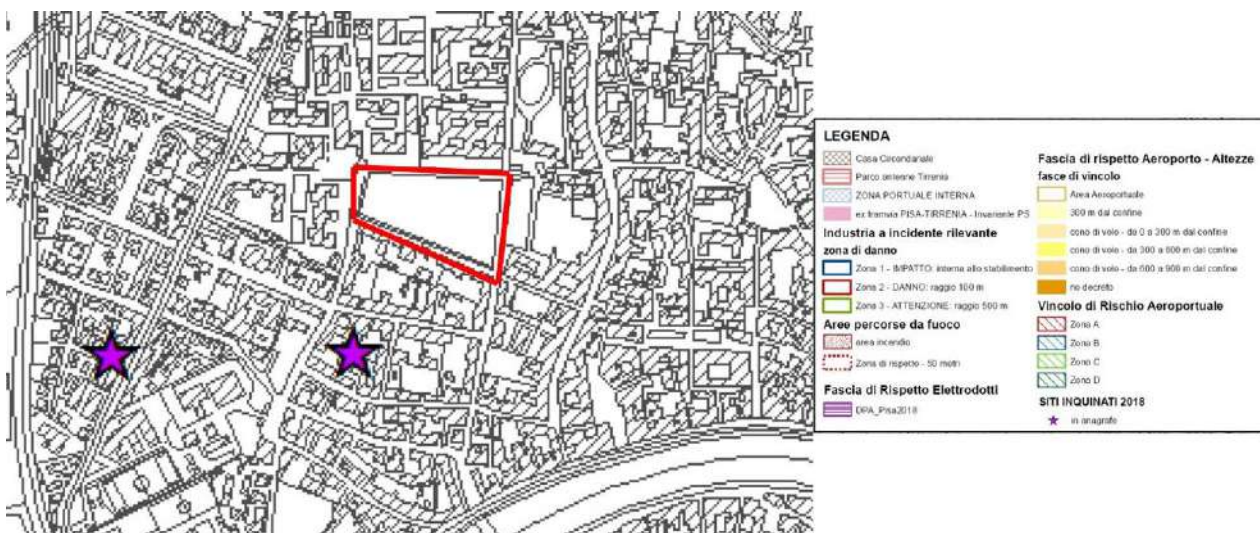 LEGENDA
Casa Circondariale
Parco antenne Tirrenia
ZONA PORTUALE INTERNA
ex tramvia PISA-TIRRENIA - Invariante PS
Industria a incidente rilevante
zona di danno
Zona 1 - IMPATTO: interna allo stabilimento
Zona 2 - DANNO: raggio 160 m
Zona 3 - ATTENZIONE: raggio 500 m
Aree percorse da fuoco
area incendio
Zona di rispetto - 50 metri
Fascia di Rispetto Elettrodotti
DPA_Pisa2018
Fascia di rispetto Aeroporto - Altezze
fasce di vincolo
Area Aeroportuale
300 m dal confine
cono di volo - da 0 a 300 m dal confine
cono di volo - da 300 a 600 m dal confine
cono di volo - da 600 a 900 m dal confine
no decreto
Vincolo di Rischio Aeroportuale
Zona A
Zona B
Zona C
Zona D
SITI INQUINATI 2018
in anagrafe